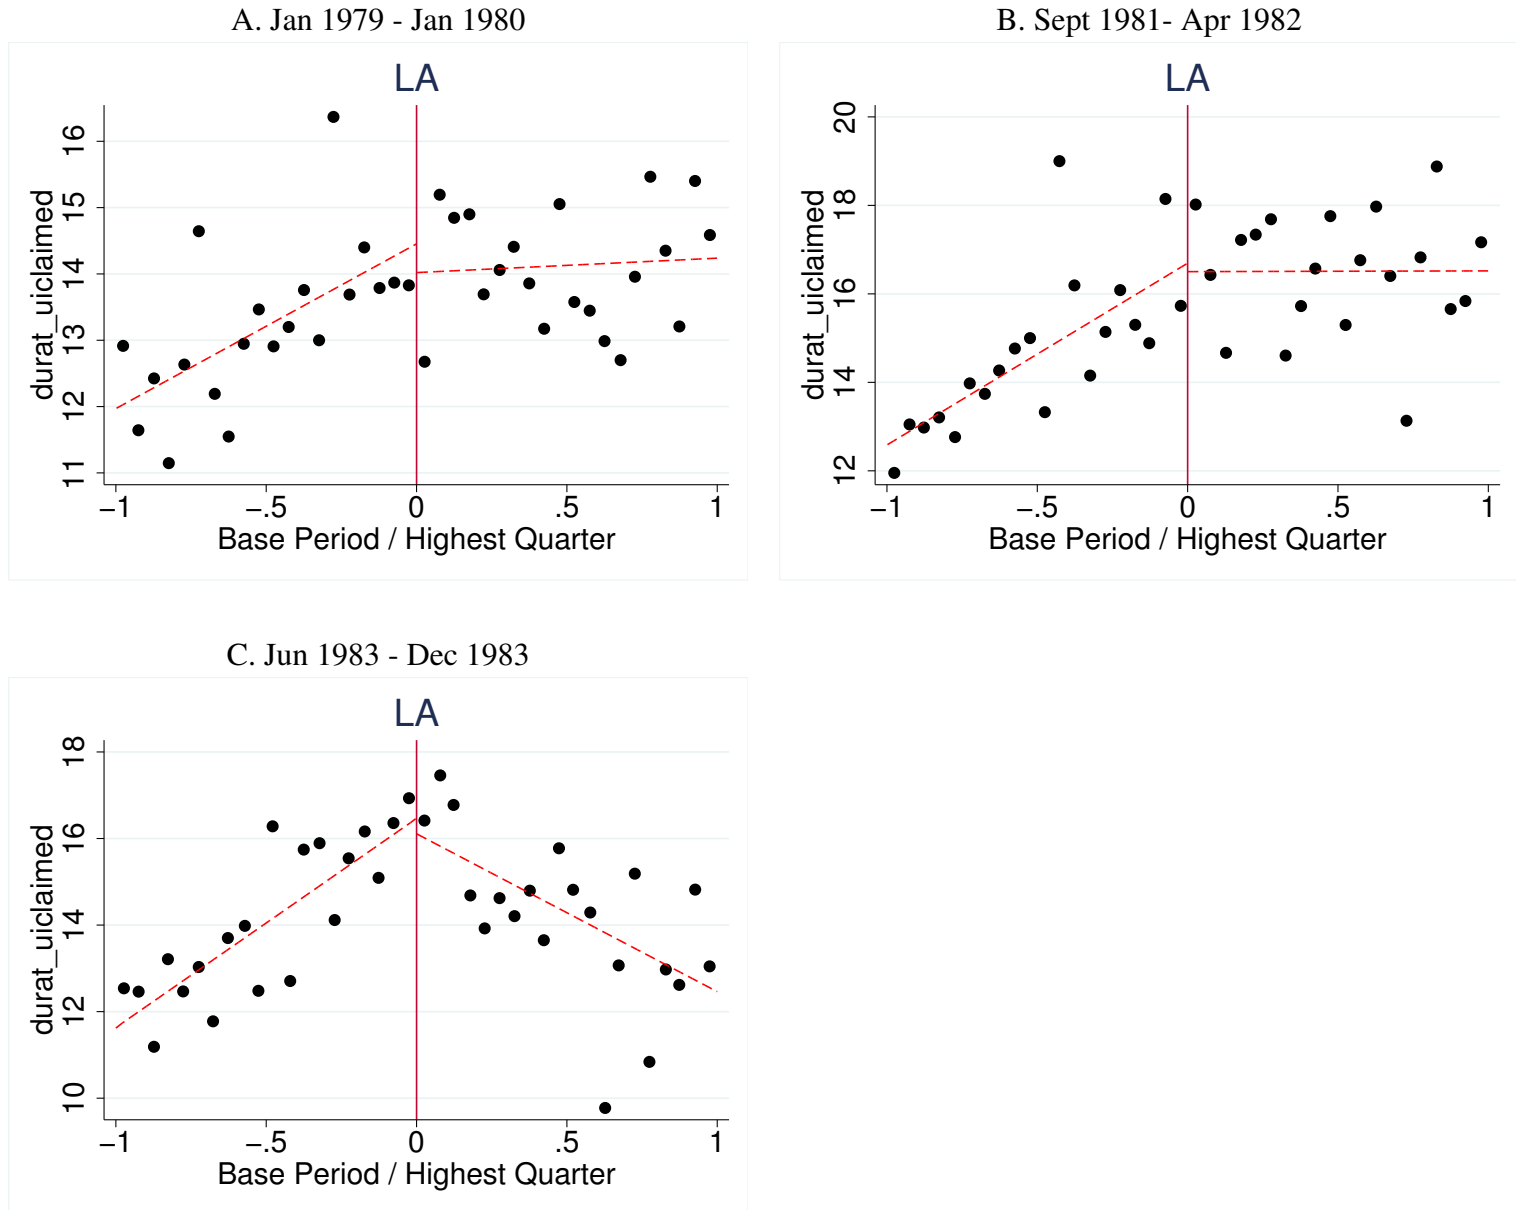 A. Jan 1979 - Jan 1980
LA
durat_uiclaimed
16
15
14
13
12
11
−1
−.5
0
.5
1
Base Period / Highest Quarter
B. Sept 1981- Apr 1982
LA
durat_uiclaimed
20
18
16
14
12
−1
−.5
0
.5
1
Base Period / Highest Quarter
C. Jun 1983 - Dec 1983
LA
durat_uiclaimed
18
16
14
12
10
−1
−.5
0
.5
1
Base Period / Highest Quarter